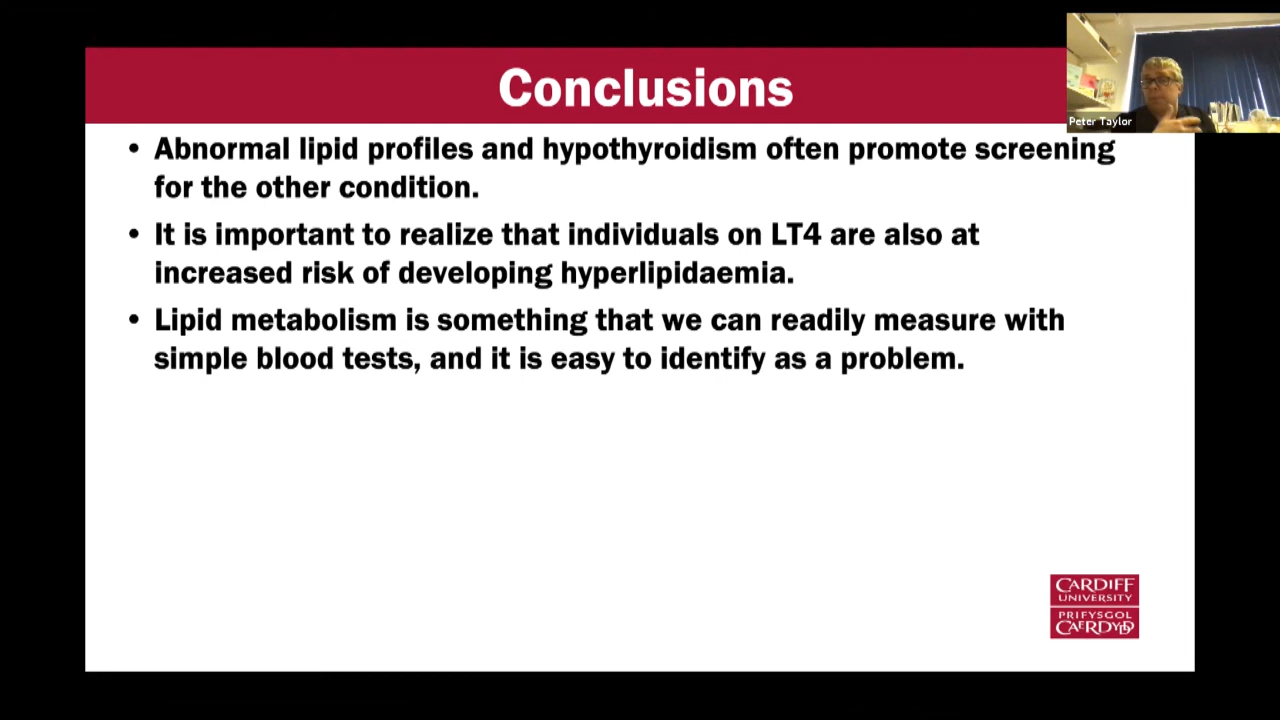 Conclusions
Peter Taylor
• Abnormal lipid profiles and hypothyroidism often promote screening
for the other condition.
• It is important to realize that individuals on LT4 are also at
increased risk of developing hyperlipidaemia.
• Lipid metabolism is something that we can readily measure with
simple blood tests, and it is easy to identify as a problem.
CARDIFF
UNIVERSITY
PRIFYSGOL
CAERDYDD